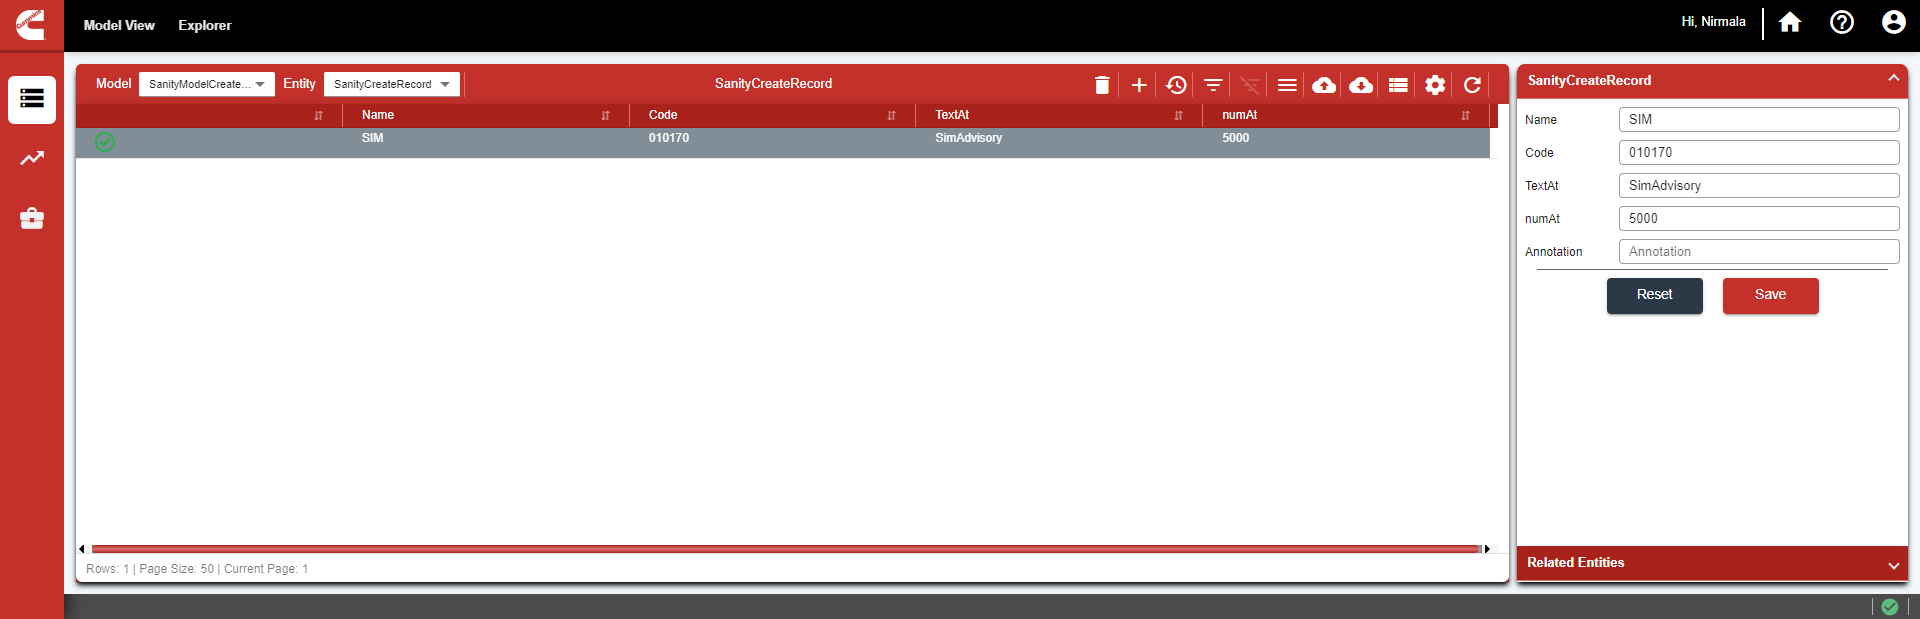 Cummins
Model View Explorer
Hi, Nirmala
Model SanityModelCreate... Entity SanityCreateRecord SanityCreateRecord
Name Code TextAt numAt
SIM 010170 SimAdvisory 5000
Rows: 1 | Page Size: 50 | Current Page: 1
SanityCreateRecord
Name SIM
Code 010170
TextAt SimAdvisory
numAt 5000
Annotation Annotation
Reset Save
Related Entities